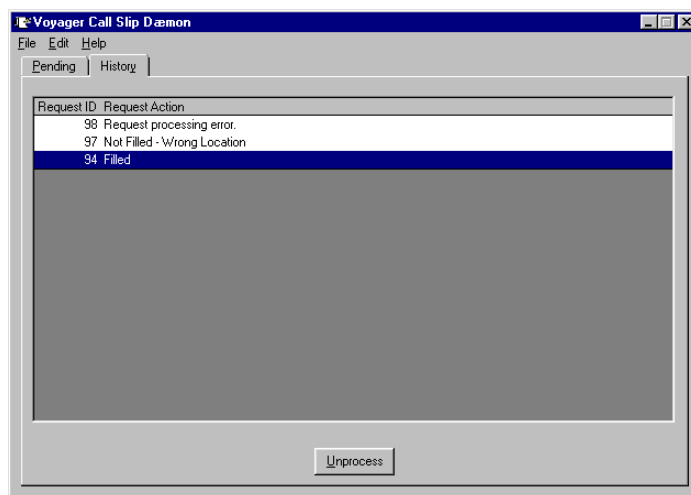 Voyager Call Slip Dæmon
File Edit Help
Pending History
Request ID Request Action
98 Request processing error.
97 Not Filled - Wrong Location
94 Filled
Unprocess